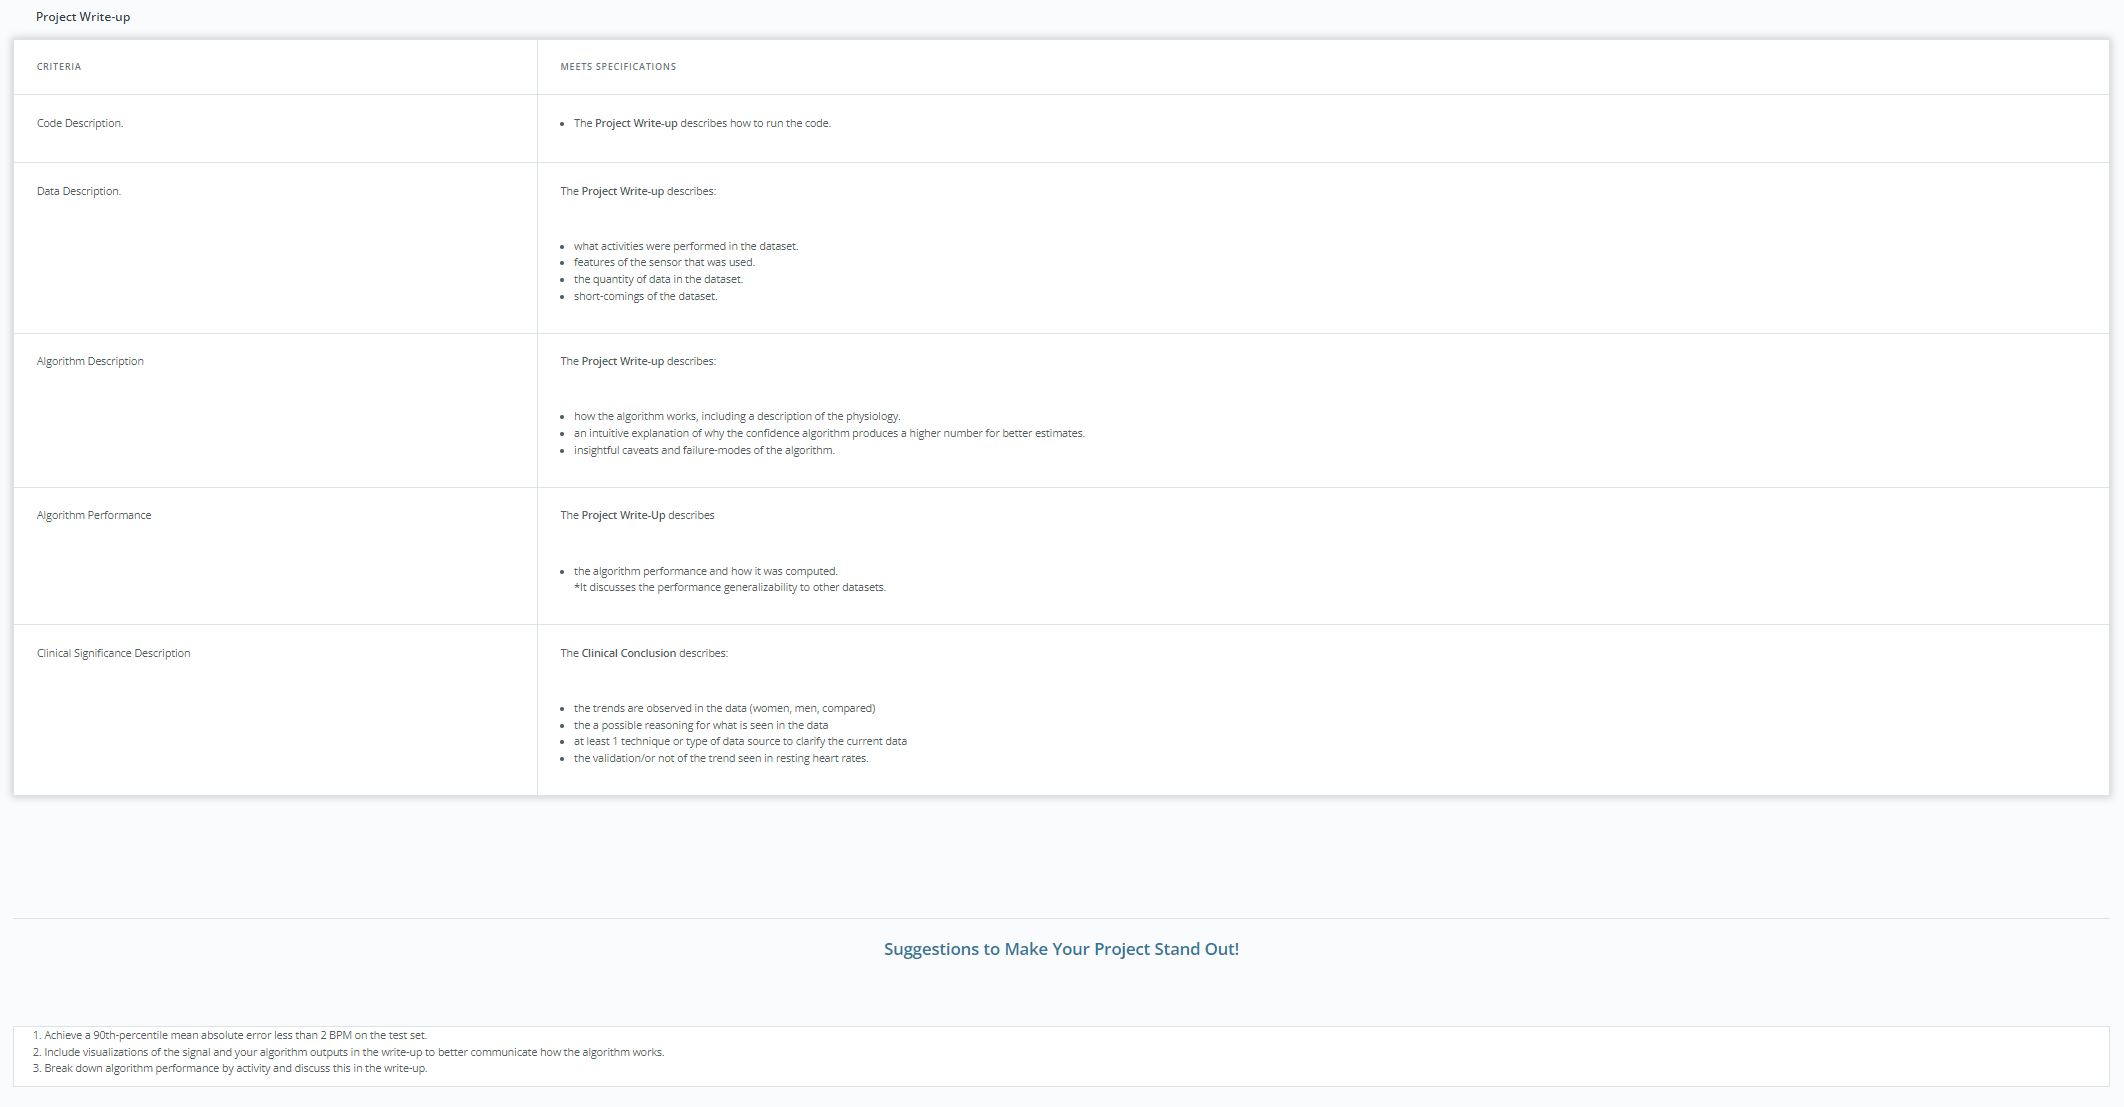 Project Write-up
CRITERIA
MEETS SPECIFICATIONS
Code Description.
The Project Write-up describes how to run the code.
Data Description.
The Project Write-up describes:
what activities were performed in the dataset.
features of the sensor that was used.
the quantity of data in the dataset.
short-comings of the dataset.
Algorithm Description
The Project Write-up describes:
how the algorithm works, including a description of the physiology.
an intuitive explanation of why the confidence algorithm produces a higher number for better estimates.
insightful caveats and failure-modes of the algorithm.
Algorithm Performance
The Project Write-Up describes
the algorithm performance and how it was computed.
*It discusses the performance generalizability to other datasets.
Clinical Significance Description
The Clinical Conclusion describes:
the trends are observed in the data (women, men, compared)
the a possible reasoning for what is seen in the data
at least 1 technique or type of data source to clarify the current data
the validation/or not of the trend seen in resting heart rates.
Suggestions to Make Your Project Stand Out!
1. Achieve a 90th-percentile mean absolute error less than 2 BPM on the test set.
2. Include visualizations of the signal and your algorithm outputs in the write-up to better communicate how the algorithm works.
3. Break down algorithm performance by activity and discuss this in the write-up.